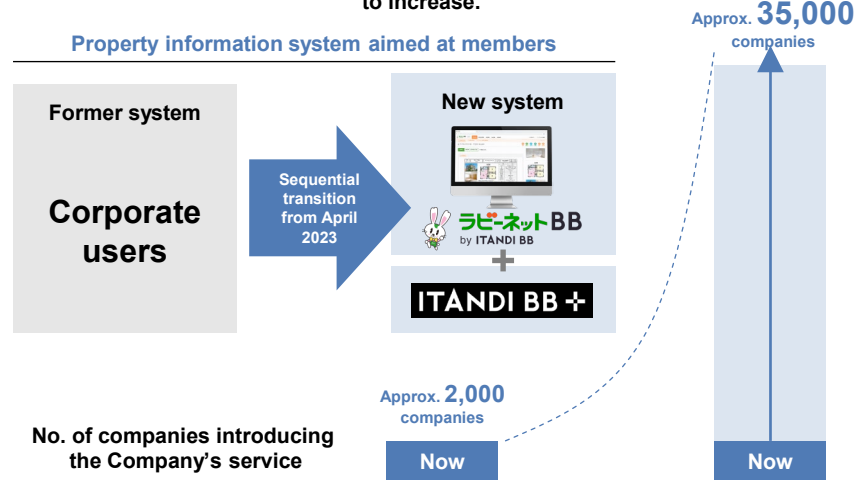 to increase.
Property information system aimed at members
Former system
Corporate
users
Sequential
transition
from April
2023
New system
ラビーネットBB
by ITANDI BB
+
ITANDI BB +
Approx. 35,000
companies
Approx. 2,000
companies
No. of companies introducing
the Company's service
Now
Now